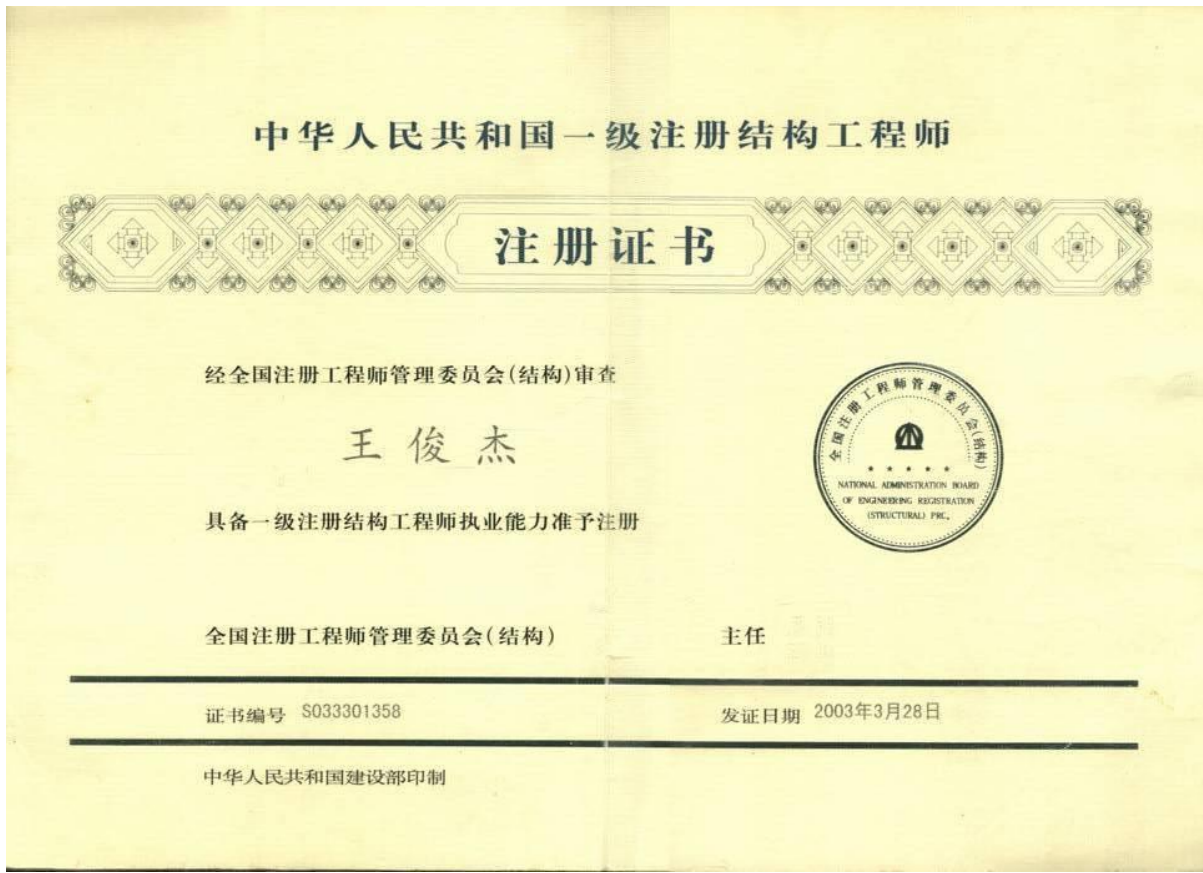 中华人民共和国一级注册结构工程师
注册证书
经全国注册工程师管理委员会(结构)审查
王俊杰
具备一级注册结构工程师执业能力准予注册
全国注册工程师管理委员会(结构)
NATIONAL ADMINISTRATION BOARD
OF ENGINEERING REGISTRATION
(STRUCTURAL) PRC.
全国注册工程师管理委员会(结构) 主任
证书编号 S033301358 发证日期 2003年3月28日
中华人民共和国建设部印制